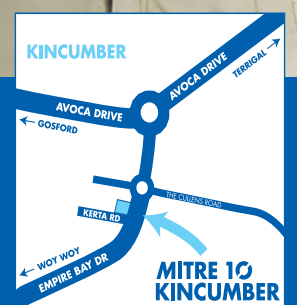 KINCUMBER
AVOCA DRIVE
TERRIGAL
AVOCA DRIVE
GOSFORD
THE CULLENS ROAD
KERTA RD
WOY WOY
EMPIRE BAY DR
MITRE 10
KINCUMBER